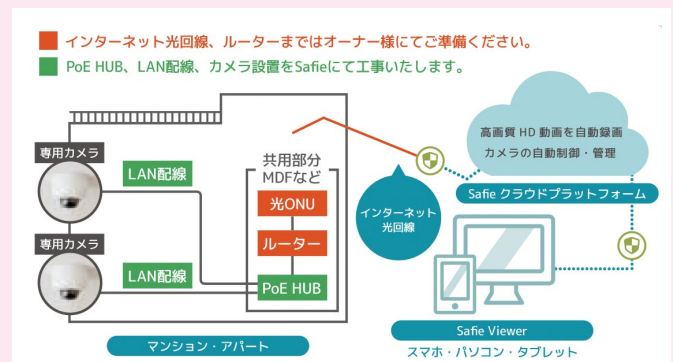 インターネット光回線、ルーターまではオーナー様にてご準備ください。
PoE HUB、LAN配線、カメラ設置をSafieにて工事いたします。
専用カメラ
LAN配線
専用カメラ
LAN配線
共用部分
MDFなど
光ONU
ルーター
PoE HUB
マンション・アパート
インターネット
光回線
高画質 HD 動画を自動録画
カメラの自動制御・管理
Safie クラウドプラットフォーム
Safie Viewer
スマホ・パソコン・タブレット